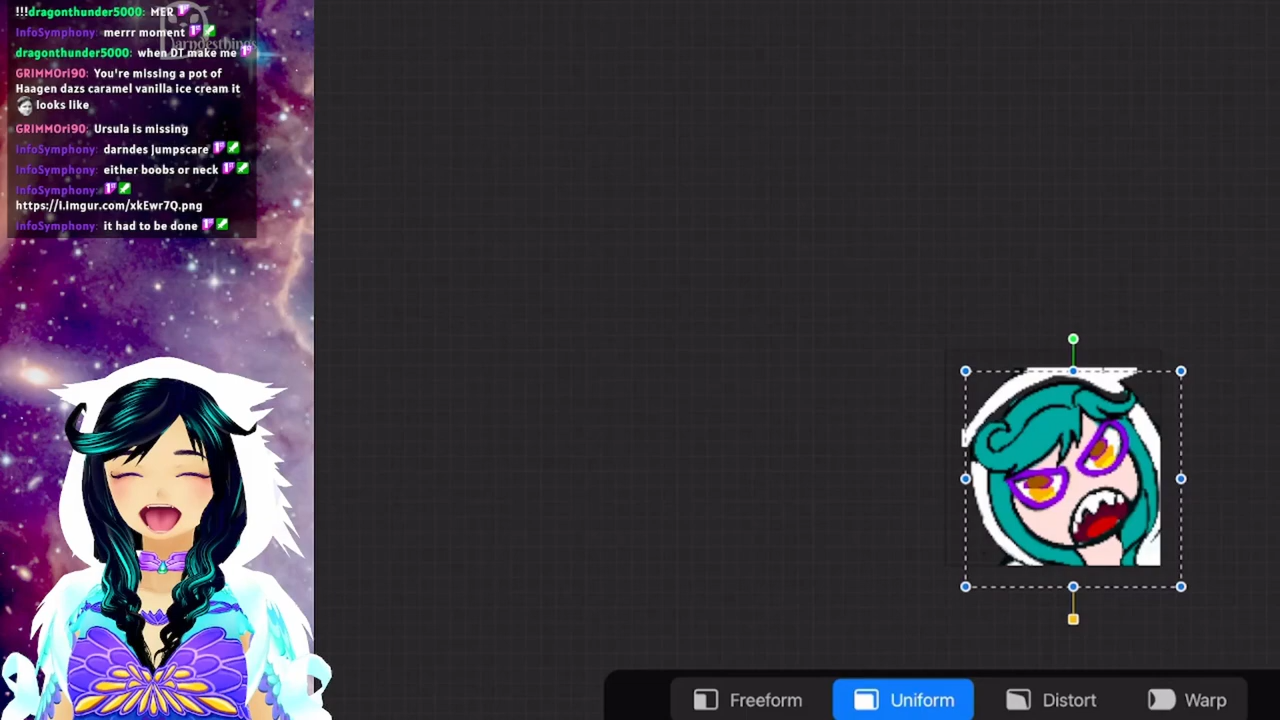 !!!dragonthunder5000: MER
InfoSymphony: merrr moment
Darndesthings
dragonthunder5000: when DT make me
GRIMMOri90: You're missing a pot of
Haagen dazs caramel vanilla ice cream it
looks like
GRIMMOri90: Ursula is missing
InfoSymphony: darndes Jumpscare
InfoSymphony: either boobs or neck
InfoSymphony:
https://i.imgur.com/xkEwr7Q.png
InfoSymphony: it had to be done
Freeform
Uniform
Distort
Warp